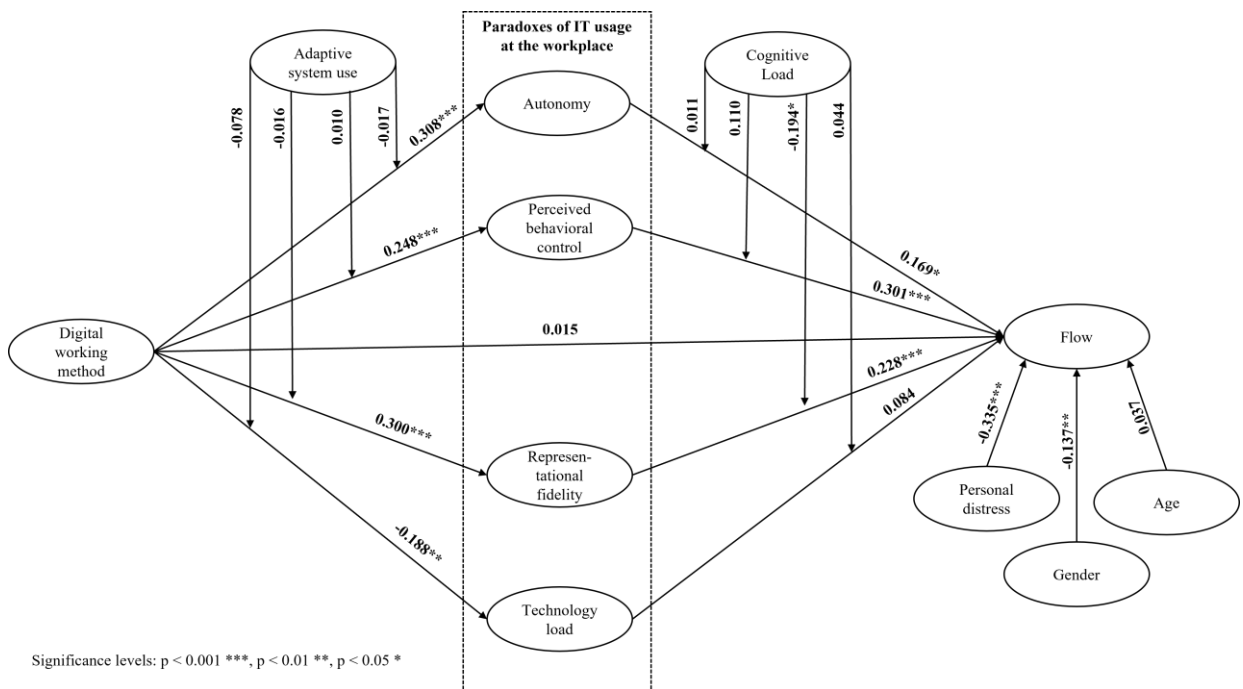 Paradoxes of IT usage
at the workplace
Adaptive
system use
Cognitive
Load
Autonomy
-0.078
-0.016
0.010
-0.017
0.308***
0.011
0.110
-0.194*
0.044
Perceived
behavioral
control
0.248***
0.169*
0.301***
Digital
working
method
0.015
Flow
0.228***
0.084
0.300***
-0.335***
-0.137**
0.037
Represen-
tational
fidelity
Personal
distress
Age
-0.188**
Gender
Technology
load
Significance levels: p < 0.001 ***, p < 0.01 **, p < 0.05 *